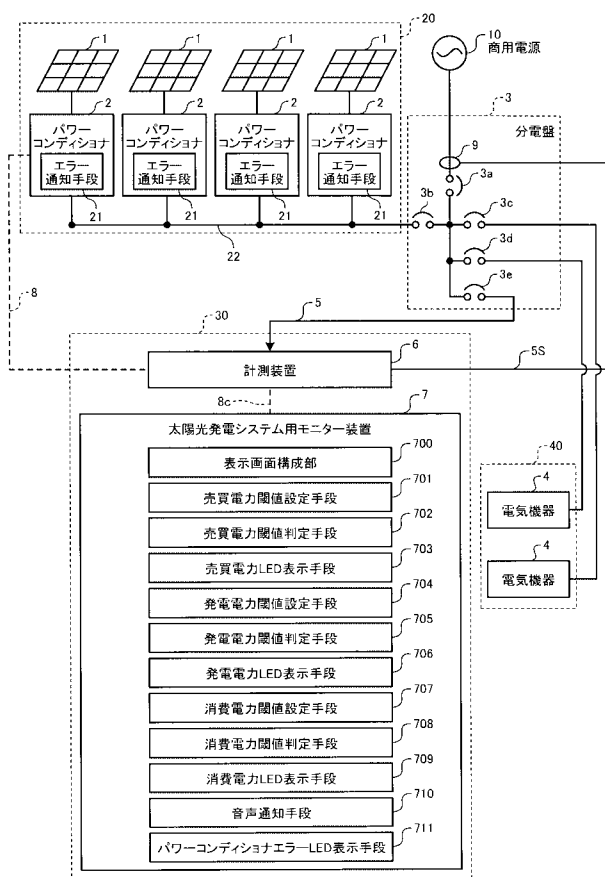 20
10
商用電源
1
1
1
1
2
2
2
2
3
分電盤
パワー
コンディショナ
エラー
通知手段
21
パワー
コンディショナ
エラー
通知手段
21
パワー
コンディショナ
エラー
通知手段
21
パワー
コンディショナ
エラー
通知手段
21
9
3a
3b
3c
3d
3e
22
8
30
5
6
計測装置
5S
8c
7
太陽光発電システム用モニター装置
表示画面構成部
700
売買電力閾値設定手段
701
売買電力閾値判定手段
702
売買電力LED表示手段
703
発電電力閾値設定手段
704
発電電力閾値判定手段
705
発電電力LED表示手段
706
消費電力閾値設定手段
707
消費電力閾値判定手段
708
消費電力LED表示手段
709
音声通知手段
710
パワーコンディショナエラーLED表示手段
711
40
4
電気機器
4
電気機器